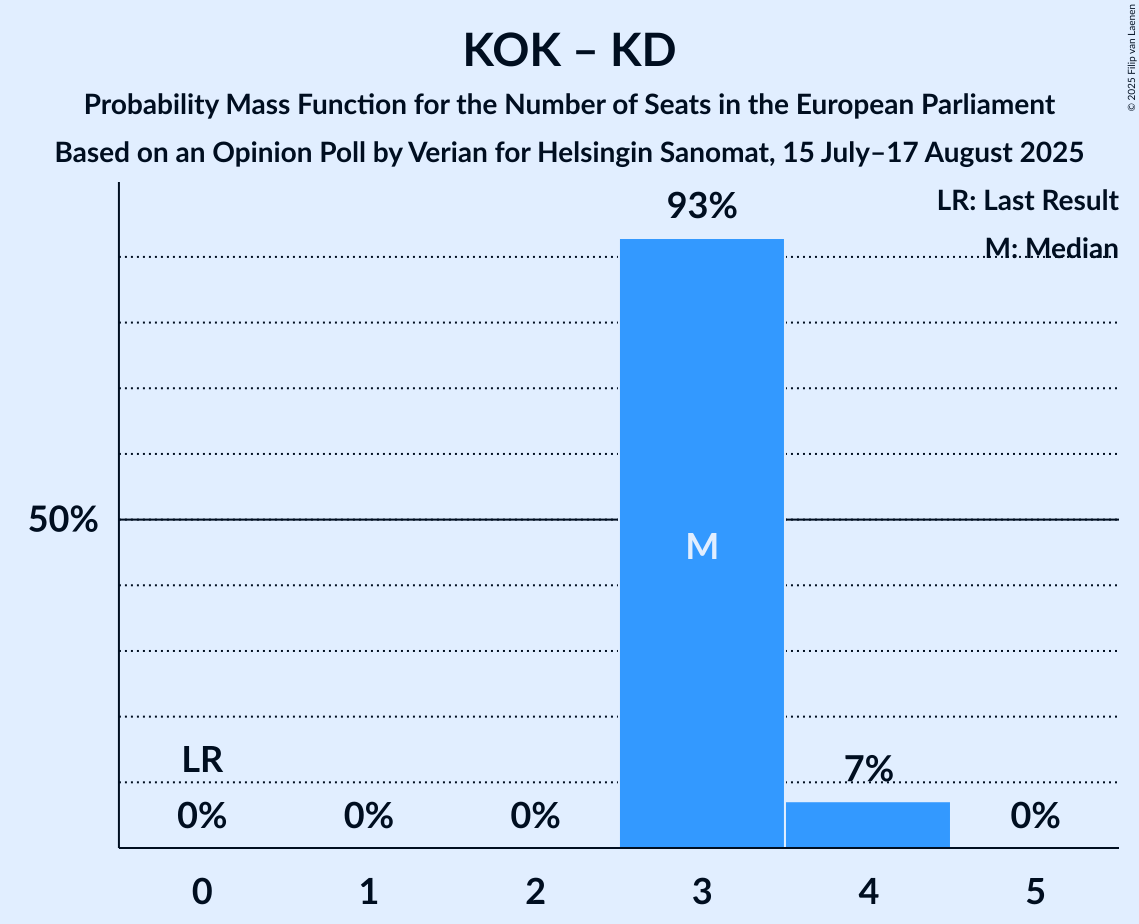 KOK – KD
Probability Mass Function for the Number of Seats in the European Parliament
Based on an Opinion Poll by Verian for Helsingin Sanomat, 15 July–17 August 2025
© 2025 Filip van Laenen
LR: Last Result
M: Median
93%
50%
M
LR
7%
0% 0% 0% 0%
0 1 2 3 4 5